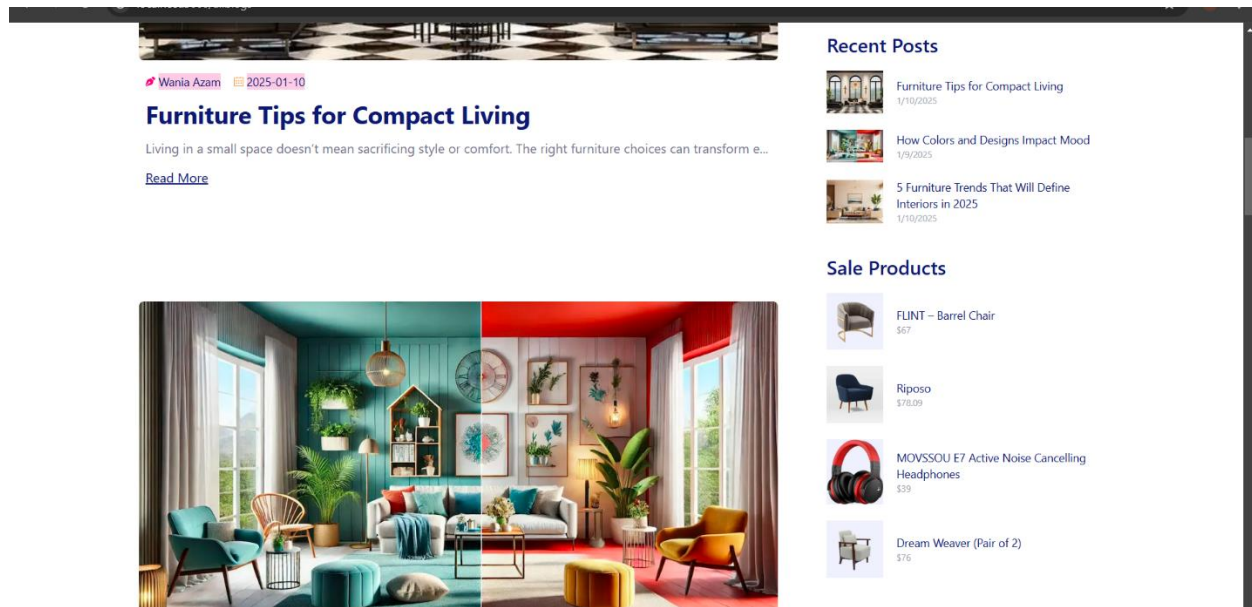 Wania Azam 2025-01-10
Furniture Tips for Compact Living
Living in a small space doesn't mean sacrificing style or comfort. The right furniture choices can transform e...
Read More
Recent Posts
Furniture Tips for Compact Living
1/10/2025
How Colors and Designs Impact Mood
1/9/2025
5 Furniture Trends That Will Define
Interiors in 2025
1/10/2025
Sale Products
FLINT – Barrel Chair
$67
Riposo
$78.09
MOVSSOU E7 Active Noise Cancelling
Headphones
$39
Dream Weaver (Pair of 2)
$76